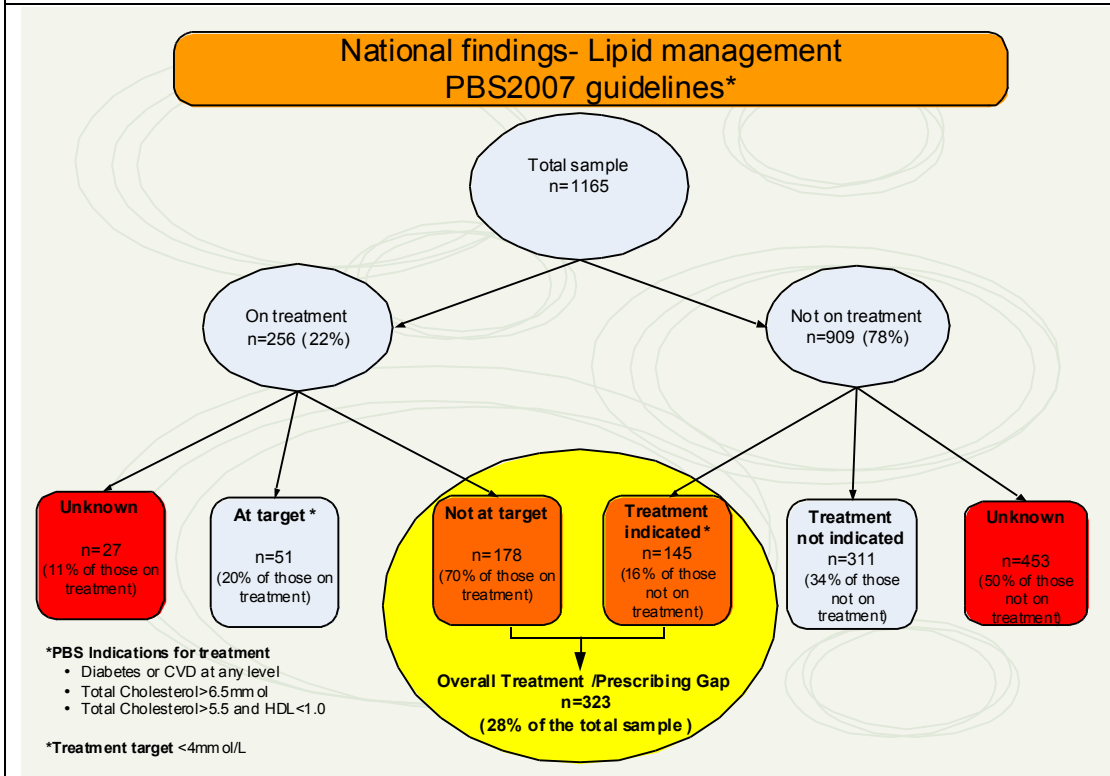 National findings- Lipid management
PBS2007 guidelines*
Total sample
n=1165
On treatment
n=256 (22%)
Not on treatment
n=909 (78%)
Unknown
n=27
(11% of those on
treatment)
At target *
n=51
(20% of those on
treatment)
Not at target
n=178
(70% of those on
treatment)
Treatment
indicated *
n=145
(16% of those
not on
treatment)
Treatment
not indicated
n=311
(34% of those
not on
treatment)
Unknown
n=453
(50% of those
not on
treatment)
Overall Treatment /Prescribing Gap
n=323
(28% of the total sample )
*PBS Indications for treatment
• Diabetes or CVD at any level
• Total Cholesterol>6.5mmol
• Total Cholesterol>5.5 and HDL<1.0
*Treatment target <4mmol/L